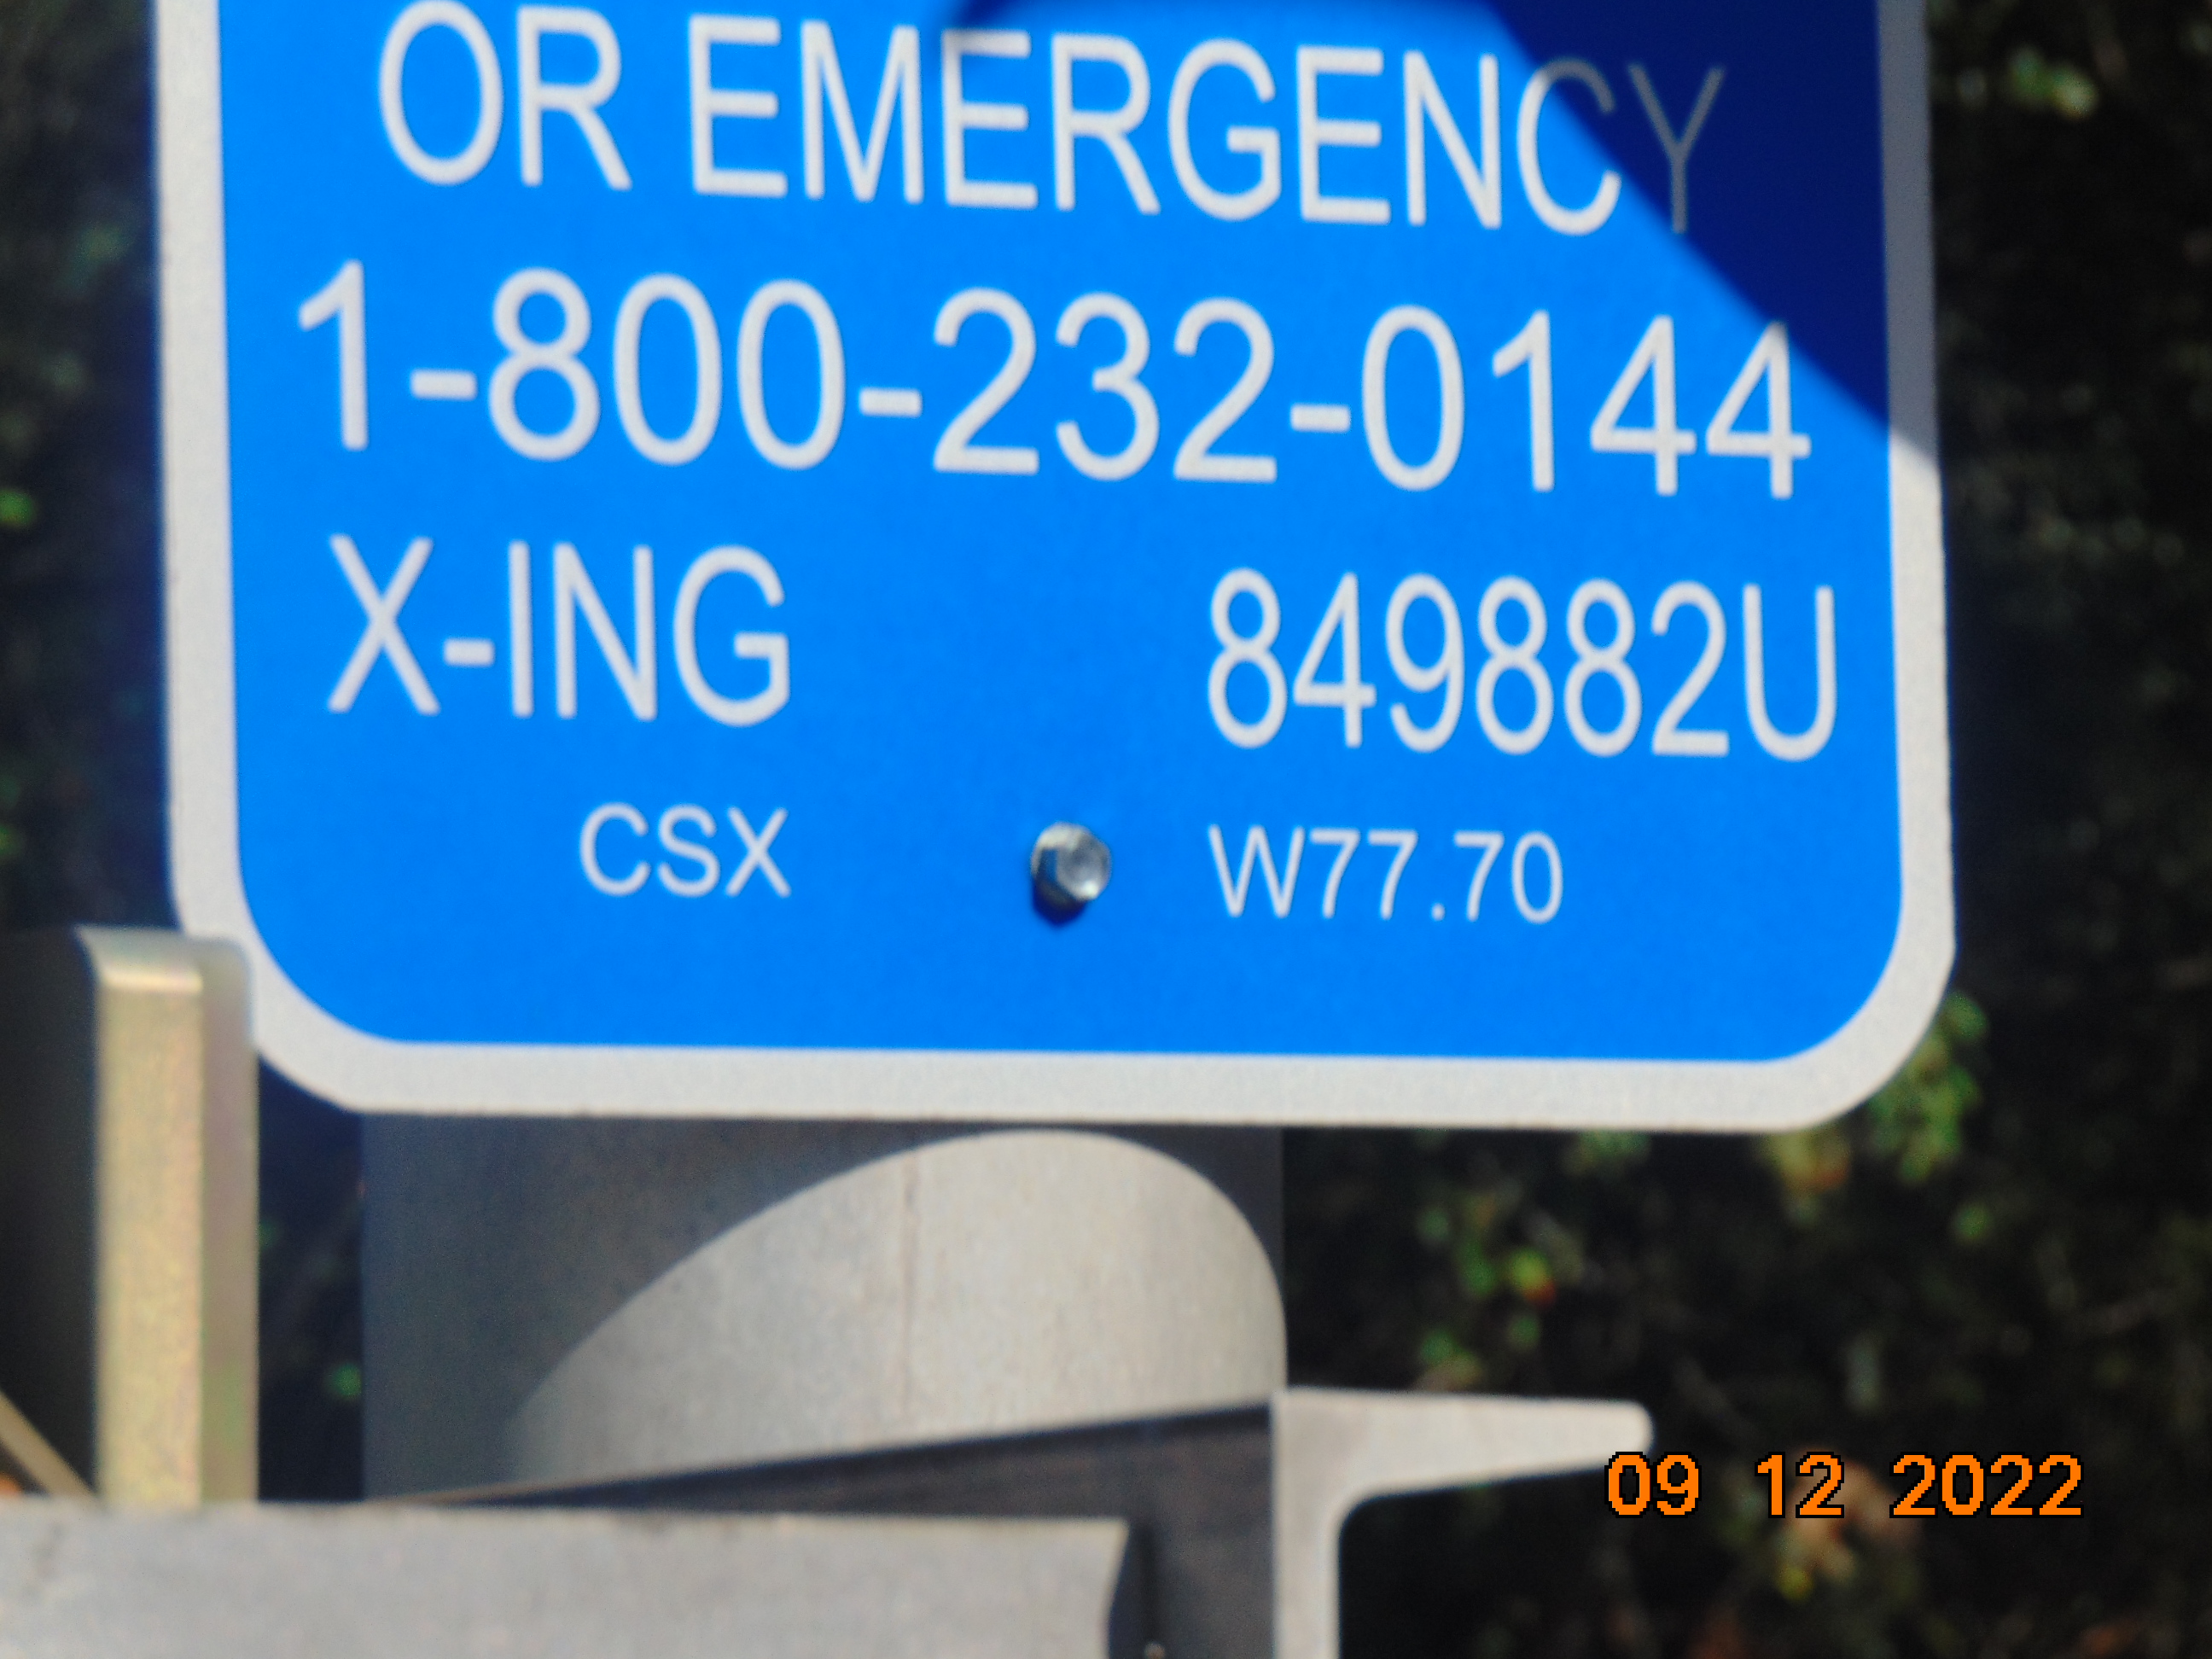 OR EMERGENCY
1-800-232-0144
X-ING 849882U
CSX W77.70
09 12 2022